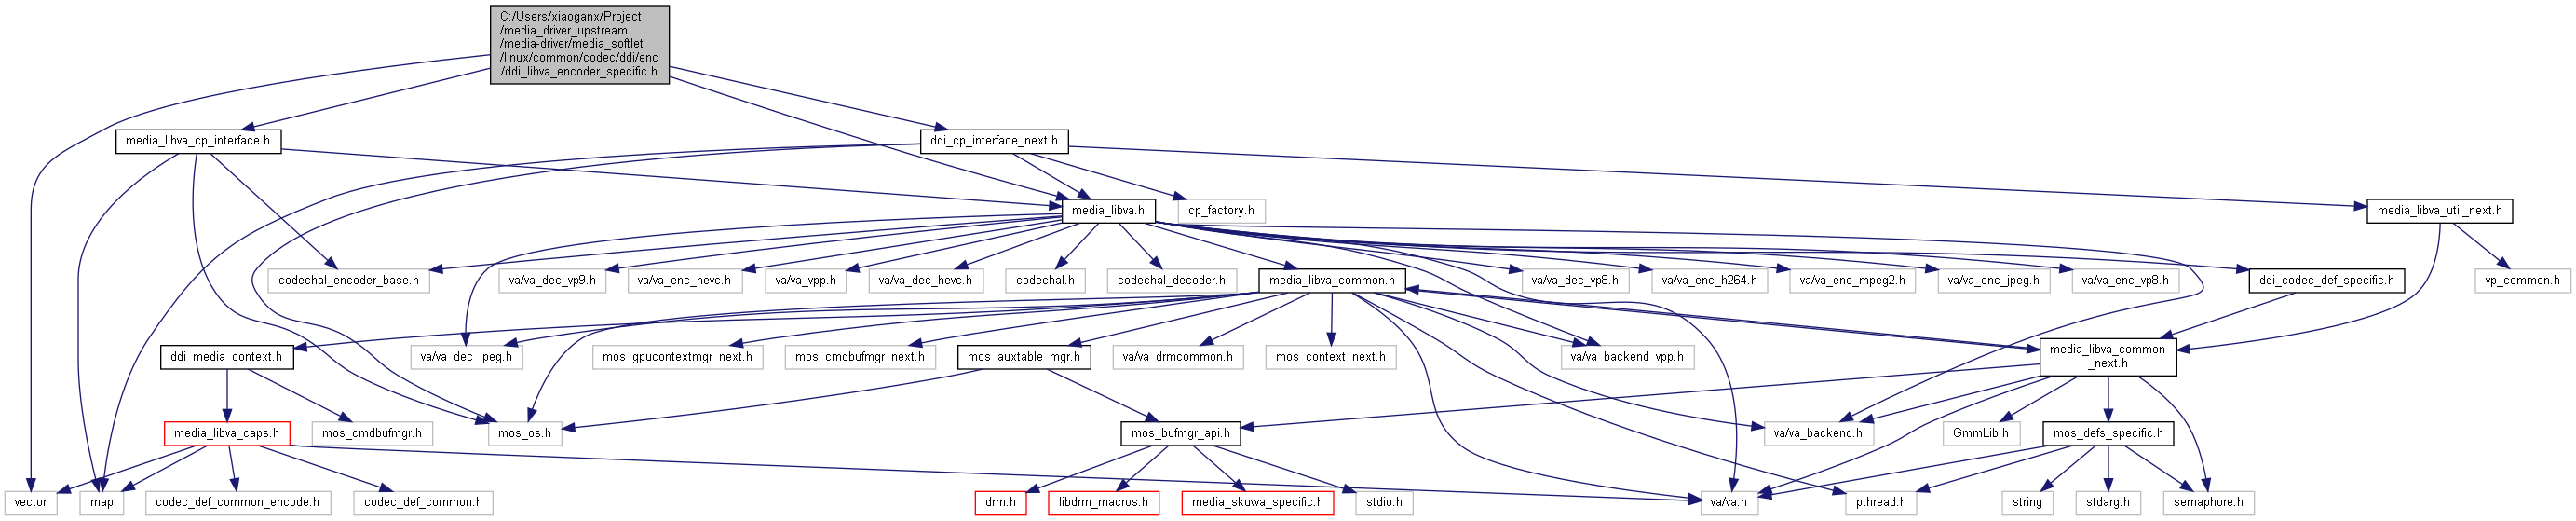 C:/Users/xiaoganx/Project
/media_driver_upstream
/media-driver/media_softlet
/linux/common/codec/ddi/enc
/ddi_libva_encoder_specific.h
media_libva_cp_interface.h
ddi_cp_interface_next.h
media_libva.h
cp_factory.h
media_libva_util_next.h
codechal_encoder_base.h
va/va_dec_vp9.h
va/va_enc_hevc.h
va/va_vpp.h
va/va_dec_hevc.h
codechal.h
codechal_decoder.h
media_libva_common.h
va/va_dec_vp8.h
va/va_enc_h264.h
va/va_enc_mpeg2.h
va/va_enc_jpeg.h
va/va_enc_vp8.h
ddi_codec_def_specific.h
vp_common.h
ddi_media_context.h
va/va_dec_jpeg.h
mos_gpucontextmgr_next.h
mos_cmdbufmgr_next.h
mos_auxtable_mgr.h
va/va_drmcommon.h
mos_context_next.h
va/va_backend_vpp.h
media_libva_common
_next.h
media_libva_caps.h
mos_cmdbufmgr.h
mos_os.h
mos_bufmgr_api.h
va/va_backend.h
GmmLib.h
mos_defs_specific.h
vector
map
codec_def_common_encode.h
codec_def_common.h
drm.h
libdrm_macros.h
media_skuwa_specific.h
stdio.h
va/va.h
pthread.h
string
stdarg.h
semaphore.h